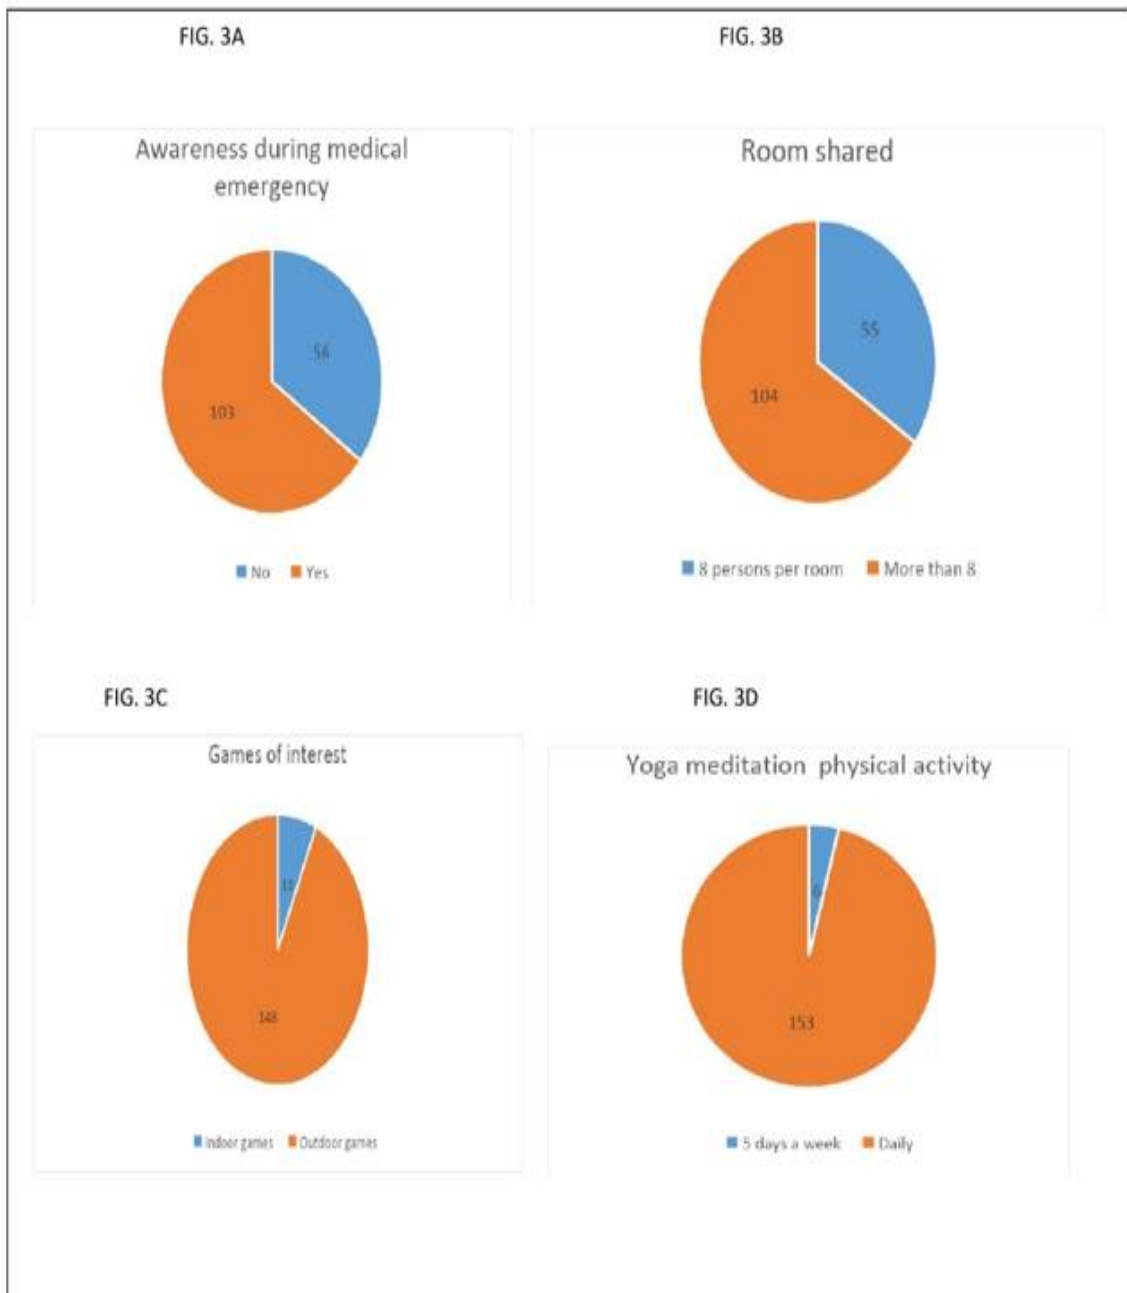 FIG. 3A
FIG. 3B
Awareness during medical
emergency
56
103
No Yes
Room shared
55
104
8 persons per room More than 8
FIG. 3C
FIG. 3D
Games of interest
11
148
Indoor games Outdoor games
Yoga meditation physical activity
6
153
5 days a week Daily